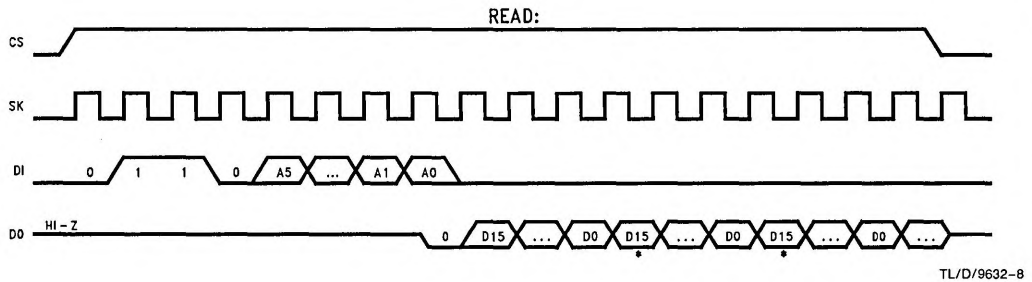 READ:
CS
SK
DI 0 1 1 0 A5 ... A1 A0
DO HI-Z 0 D15 ... D0 D15 ... D0 D15 ... D0 ...
* *
TL/D/9632-8